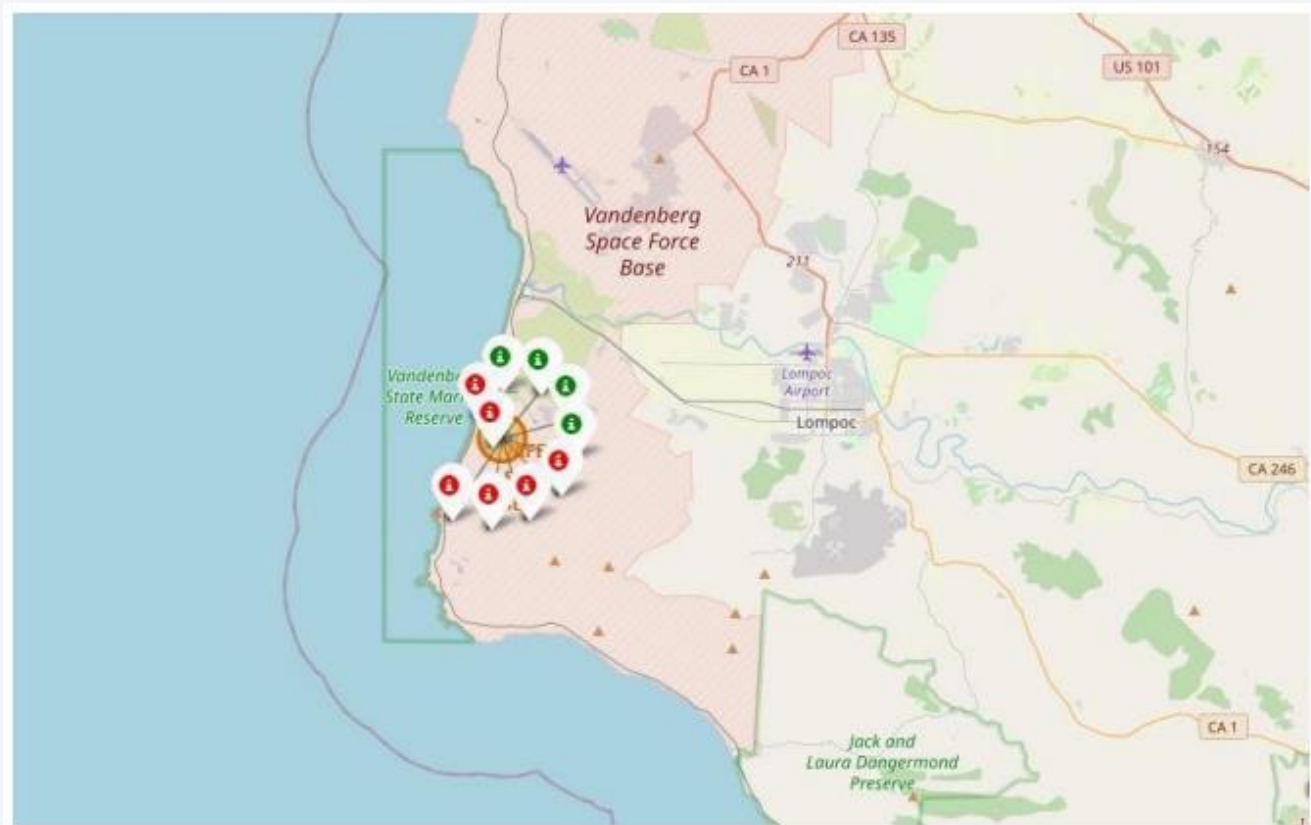 CA 135
CA 1
US 101
154
Vandenberg
Space Force
Base
211
Lompoc
Airport
Lompoc
State
Reserve
CA 246
CA 1
Jack and
Laura Dangermond
Preserve